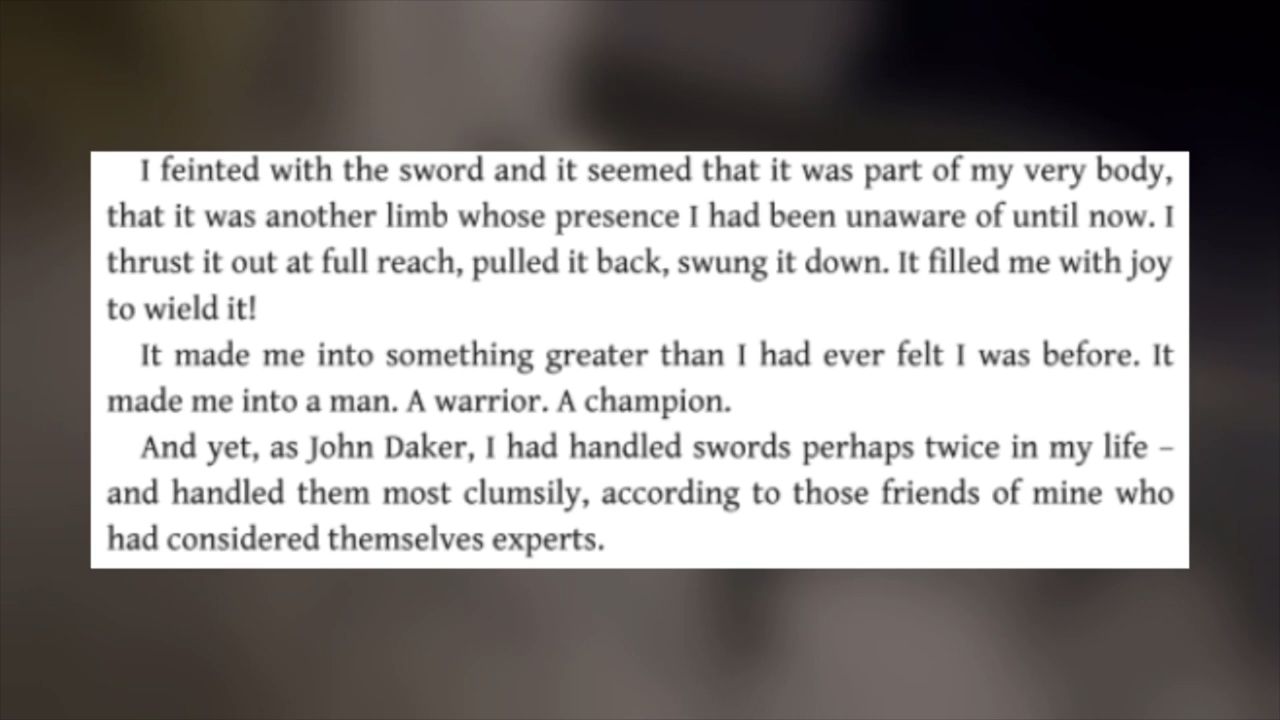 I feinted with the sword and it seemed that it was part of my very body,
that it was another limb whose presence I had been unaware of until now. I
thrust it out at full reach, pulled it back, swung it down. It filled me with joy
to wield it!
It made me into something greater than I had ever felt I was before. It
made me into a man. A warrior. A champion.
And yet, as John Daker, I had handled swords perhaps twice in my life –
and handled them most clumsily, according to those friends of mine who
had considered themselves experts.